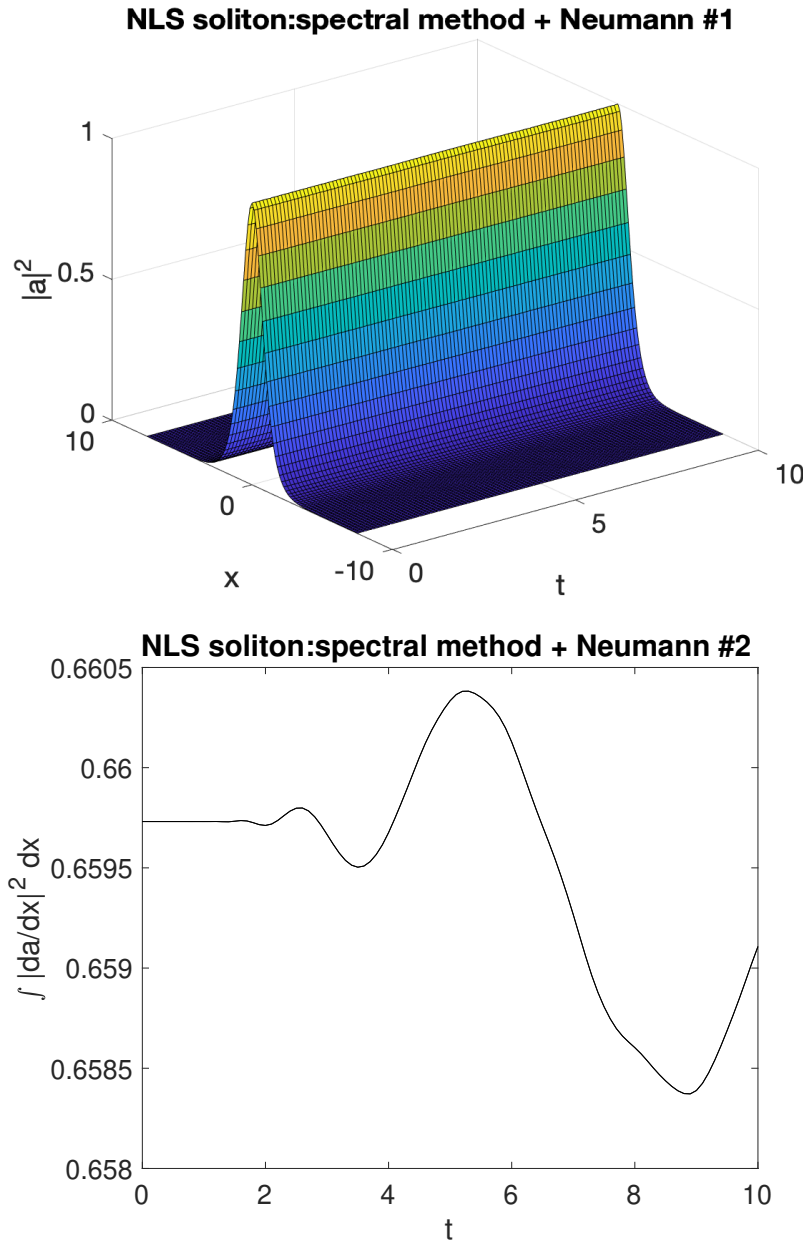 NLS soliton:spectral method + Neumann #1
1
0.5
0
|a|²
10
0
-10
x
0
5
10
t
NLS soliton:spectral method + Neumann #2
0.6605
0.66
0.6595
0.659
0.6585
0.658
∫ |da/dx|² dx
0 2 4 6 8 10
t